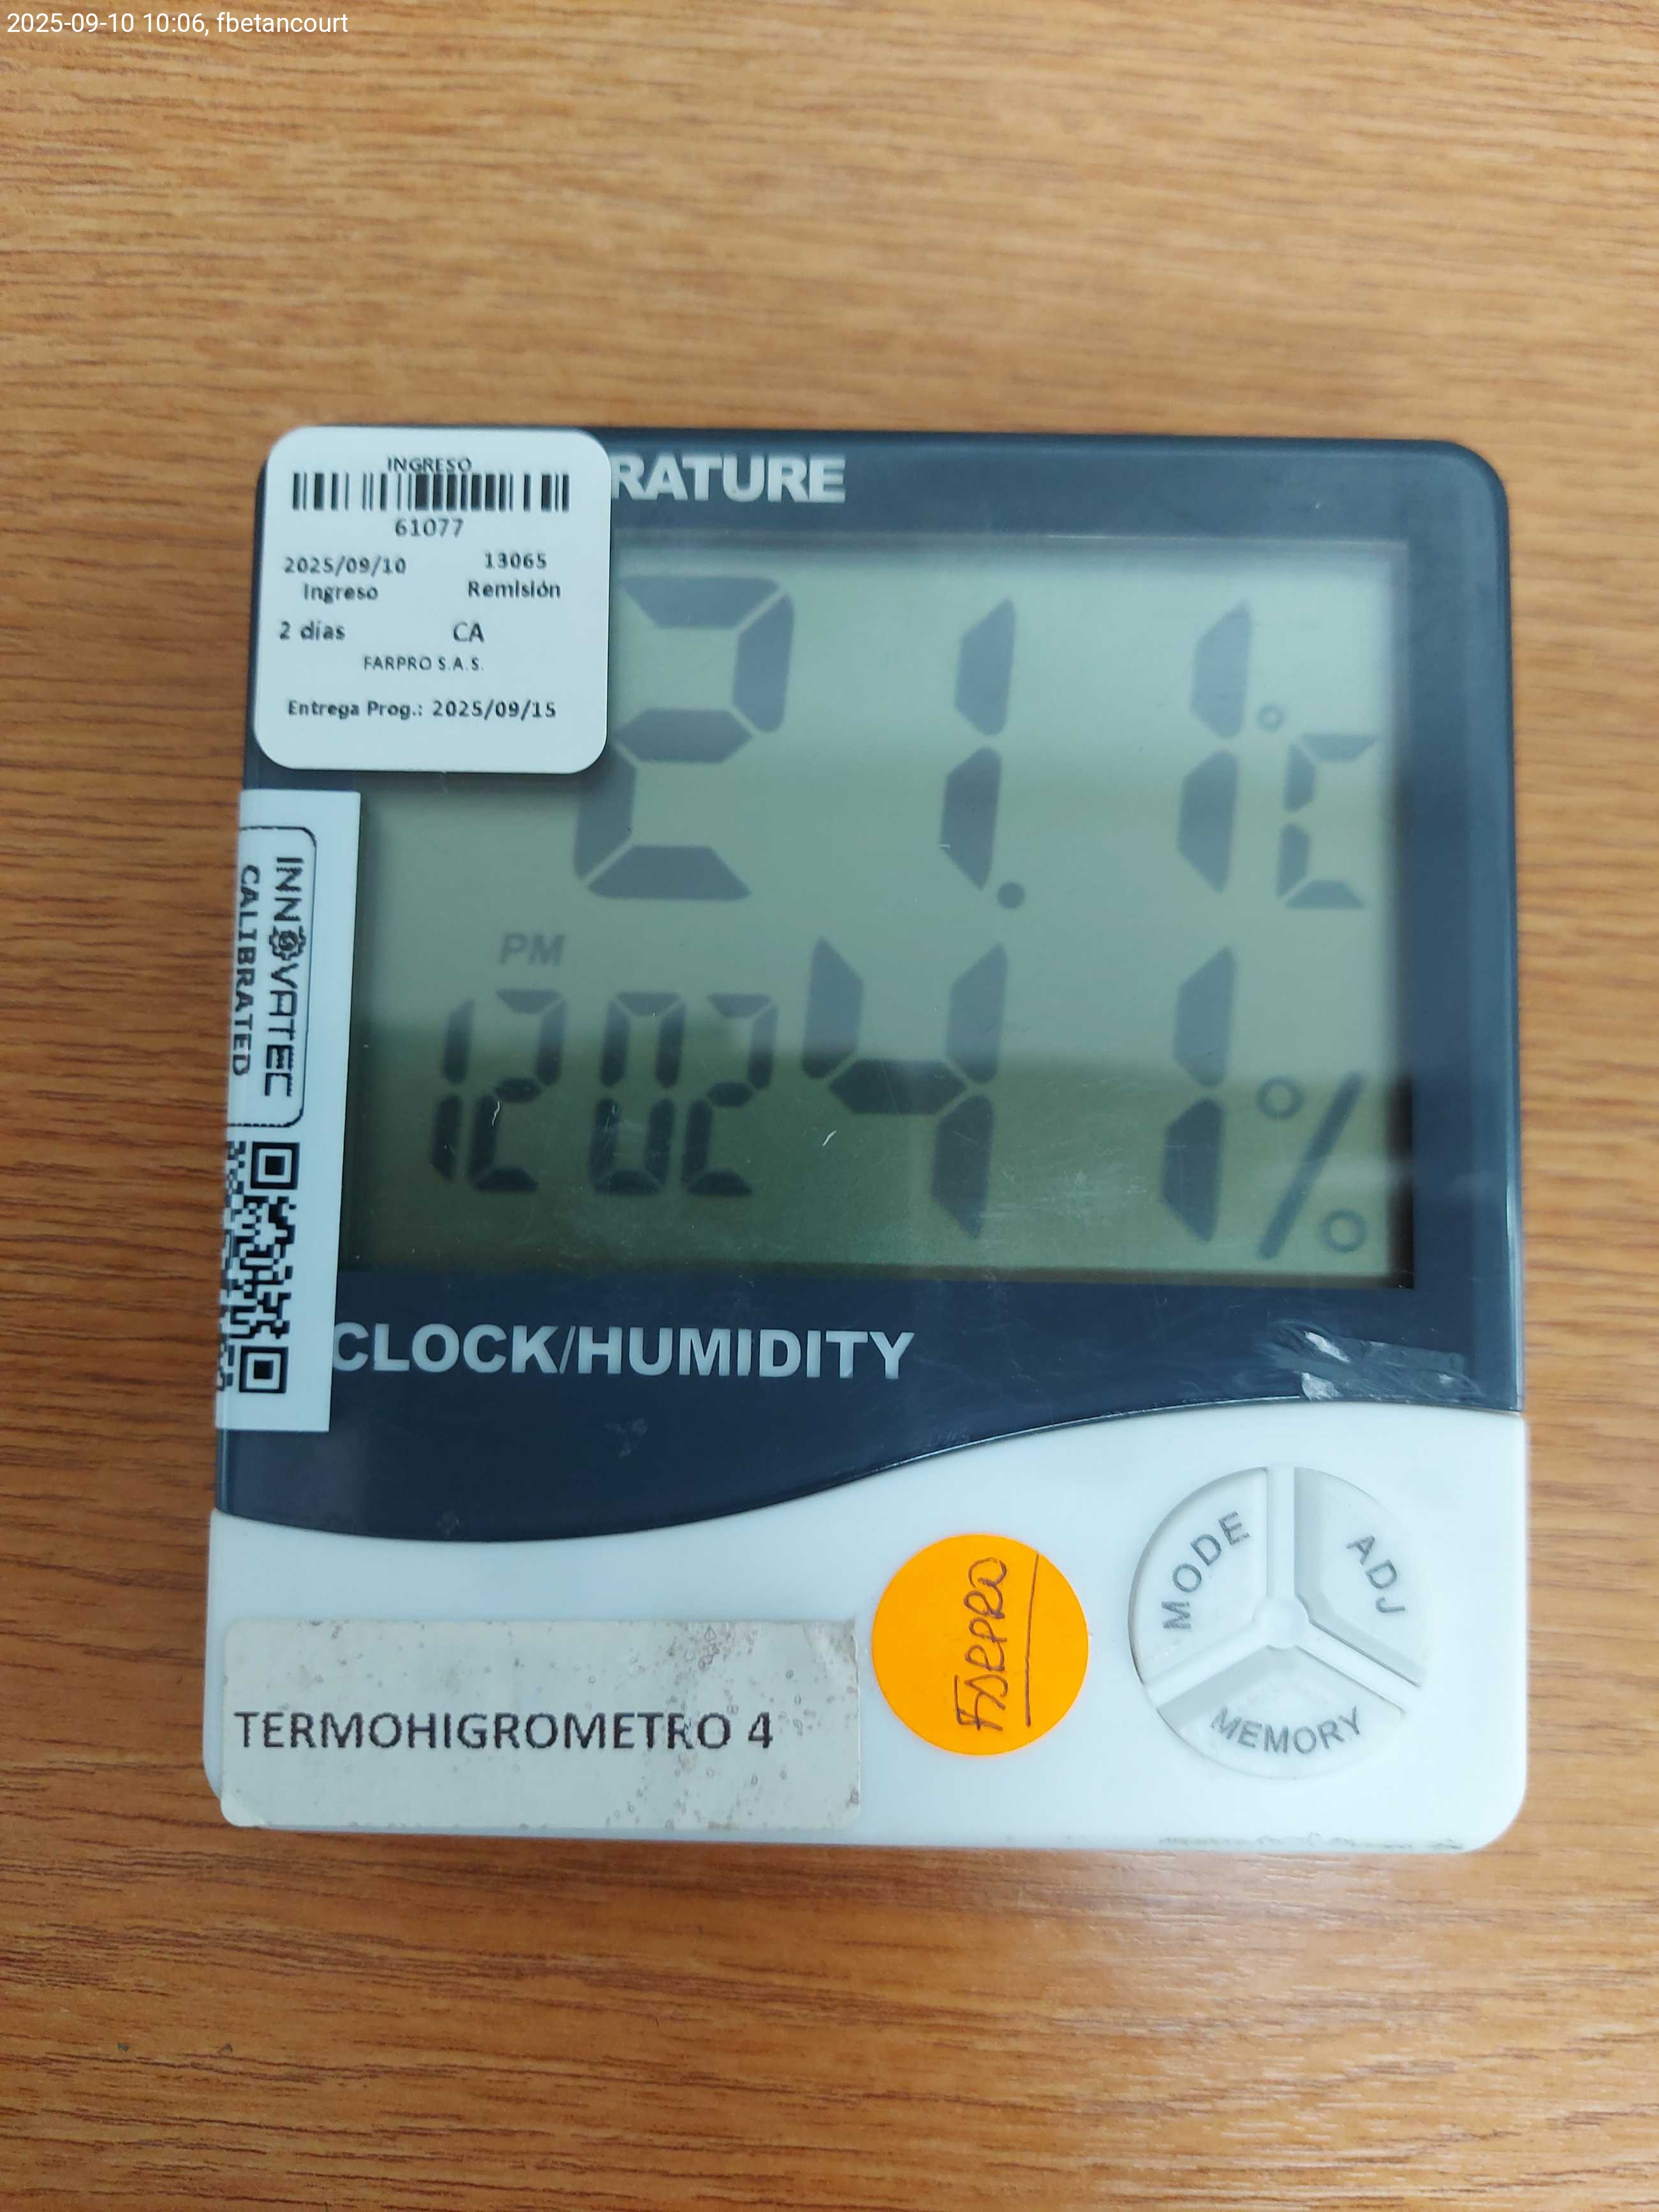 2025-09-10 10:06, fbetancourt
INGRESO
61077
2025/09/10 13065
Ingreso Remisión
2 días CA
FARPRO S.A.S.
Entrega Prog.: 2025/09/15
RATURE
21.1°C
INNOVATEC
CALIBRATED
PM
12 02 41%
CLOCK/HUMIDITY
MODE
ADJ
MEMORY
FARPRO
TERMOHIGROMETRO 4